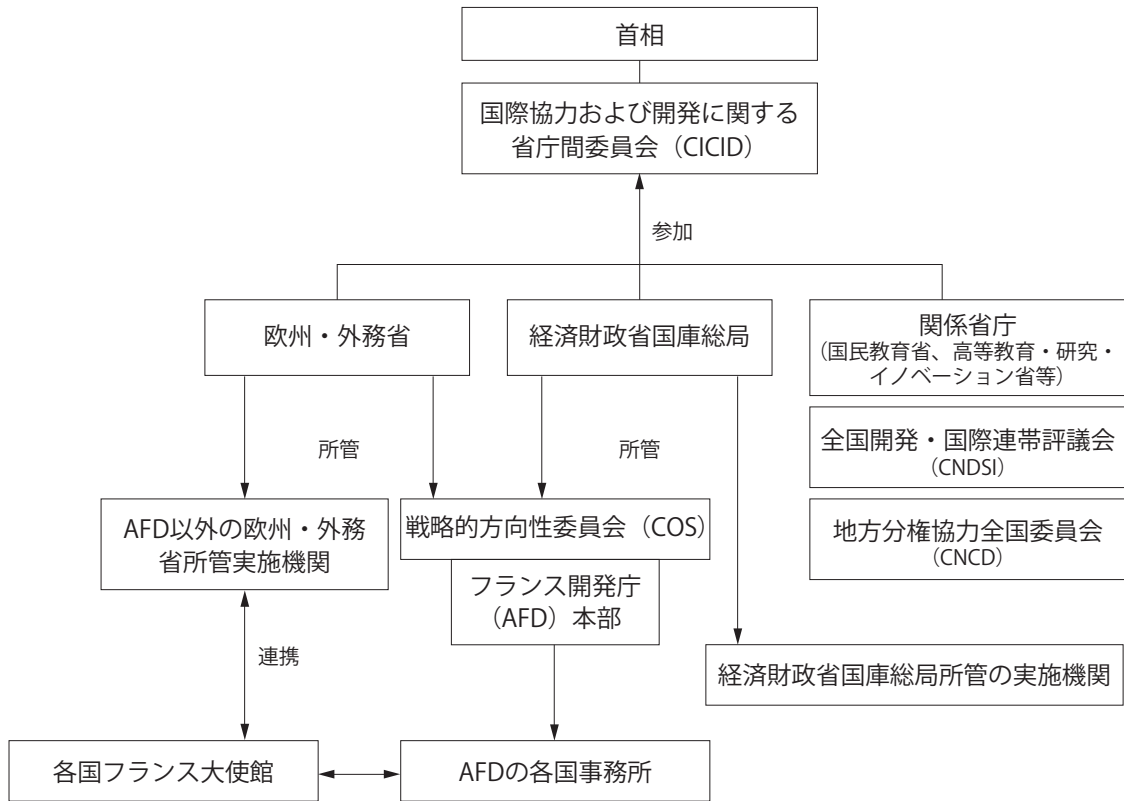 首相
国際協力および開発に関する
省庁間委員会（CICID）
参加
欧州・外務省
経済財政省国庫総局
関係省庁
（国民教育省、高等教育・研究・
イノベーション省等）
全国開発・国際連帯評議会
（CNDSI）
地方分権協力全国委員会
（CNCD）
所管
所管
AFD以外の欧州・外務
省所管実施機関
戦略的方向性委員会（COS）
フランス開発庁
（AFD）本部
連携
経済財政省国庫総局所管の実施機関
各国フランス大使館
AFDの各国事務所